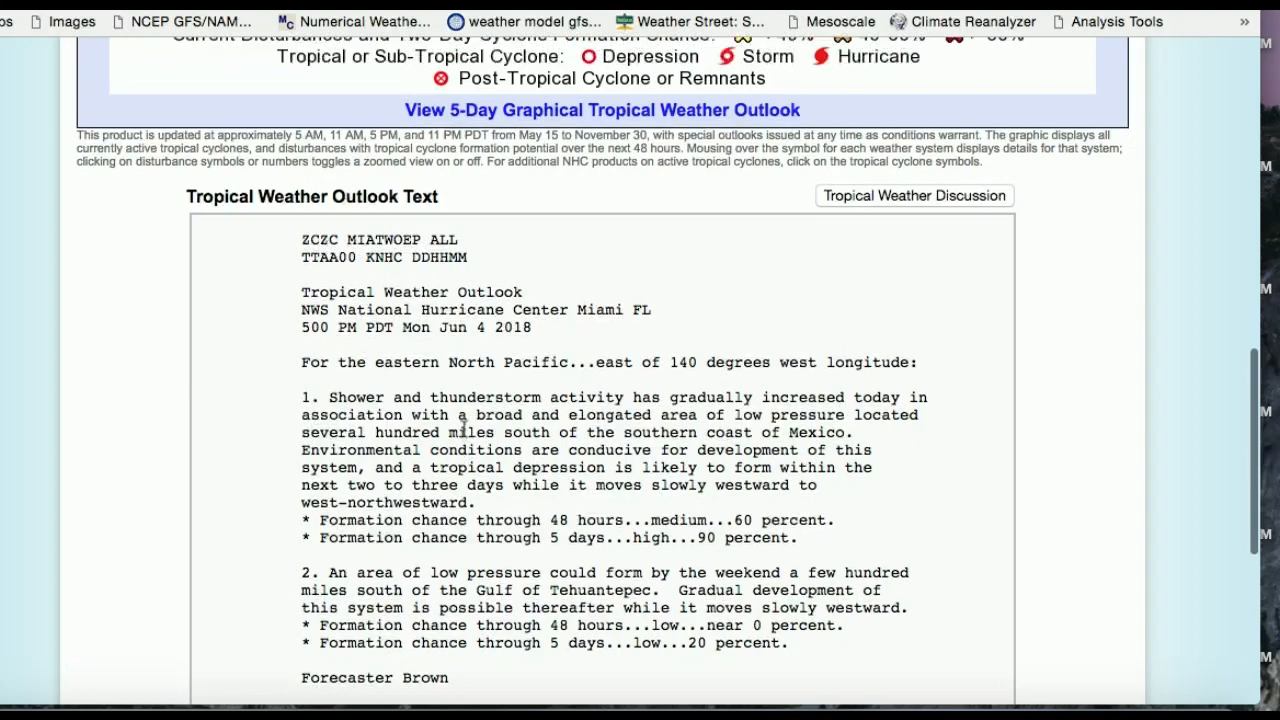 os Images NCEP GFS/NAM... Numerical Weathe... weather model gfs... Weather Street: S... Mesoscale Climate Reanalyzer Analysis Tools »
Current Disturbances and Two-Day Cyclone Formation Chance:
Tropical or Sub-Tropical Cyclone: Depression Storm Hurricane
Post-Tropical Cyclone or Remnants
View 5-Day Graphical Tropical Weather Outlook
This product is updated at approximately 5 AM, 11 AM, 5 PM, and 11 PM PDT from May 15 to November 30, with special outlooks issued at any time as conditions warrant. The graphic displays all
currently active tropical cyclones, and disturbances with tropical cyclone formation potential over the next 48 hours. Mousing over the symbol for each weather system displays details for that system;
clicking on disturbance symbols or numbers toggles a zoomed view on or off. For additional NHC products on active tropical cyclones, click on the tropical cyclone symbols.
Tropical Weather Outlook Text
Tropical Weather Discussion
ZCZC MIATWOEP ALL
TTAA00 KNHC DDHHMM
Tropical Weather Outlook
NWS National Hurricane Center Miami FL
500 PM PDT Mon Jun 4 2018
For the eastern North Pacific...east of 140 degrees west longitude:
1. Shower and thunderstorm activity has gradually increased today in
association with a broad and elongated area of low pressure located
several hundred miles south of the southern coast of Mexico.
Environmental conditions are conducive for development of this
system, and a tropical depression is likely to form within the
next two to three days while it moves slowly westward to
west-northwestward.
* Formation chance through 48 hours...medium...60 percent.
* Formation chance through 5 days...high...90 percent.
2. An area of low pressure could form by the weekend a few hundred
miles south of the Gulf of Tehuantepec.  Gradual development of
this system is possible thereafter while it moves slowly westward.
* Formation chance through 48 hours...low...near 0 percent.
* Formation chance through 5 days...low...20 percent.
Forecaster Brown
M
M
M
M
M
M